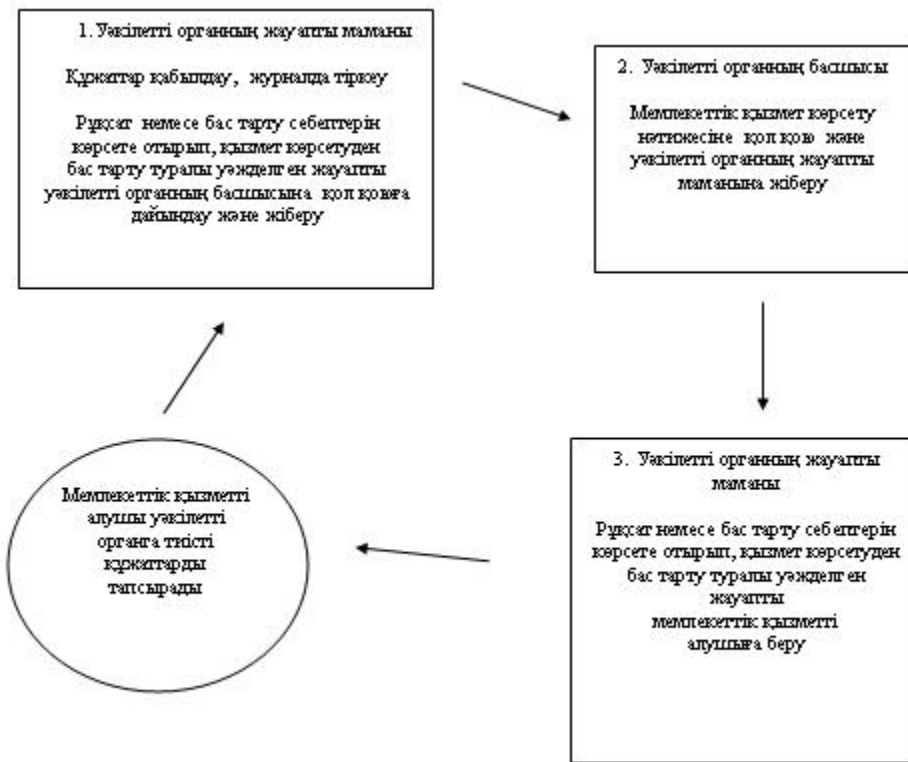 1. Уәкілетті органның жауапты маманы
Құжаттар қабылдау, журналда тіркеу
Рұқсат немесе бас тарту себептерін
көрсете отырып, қызмет көрсетуден
бас тарту туралы уәжделген жауапты
уәкілетті органның басшысына қол қоюға
дайындау және жіберу
2. Уәкілетті органның басшысы
Мемлекеттік қызмет көрсету
нәтижесіне қол қою және
уәкілетті органның жауапты
маманына жіберу
3. Уәкілетті органның жауапты
маманы
Рұқсат немесе бас тарту себептерін
көрсете отырып, қызмет көрсетуден
бас тарту туралы уәжделген
жауапты
мемлекеттік қызметті
алушыға беру
Мемлекеттік қызметті
алушы уәкілетті
органга тиісті
құжаттарды
тапсырады